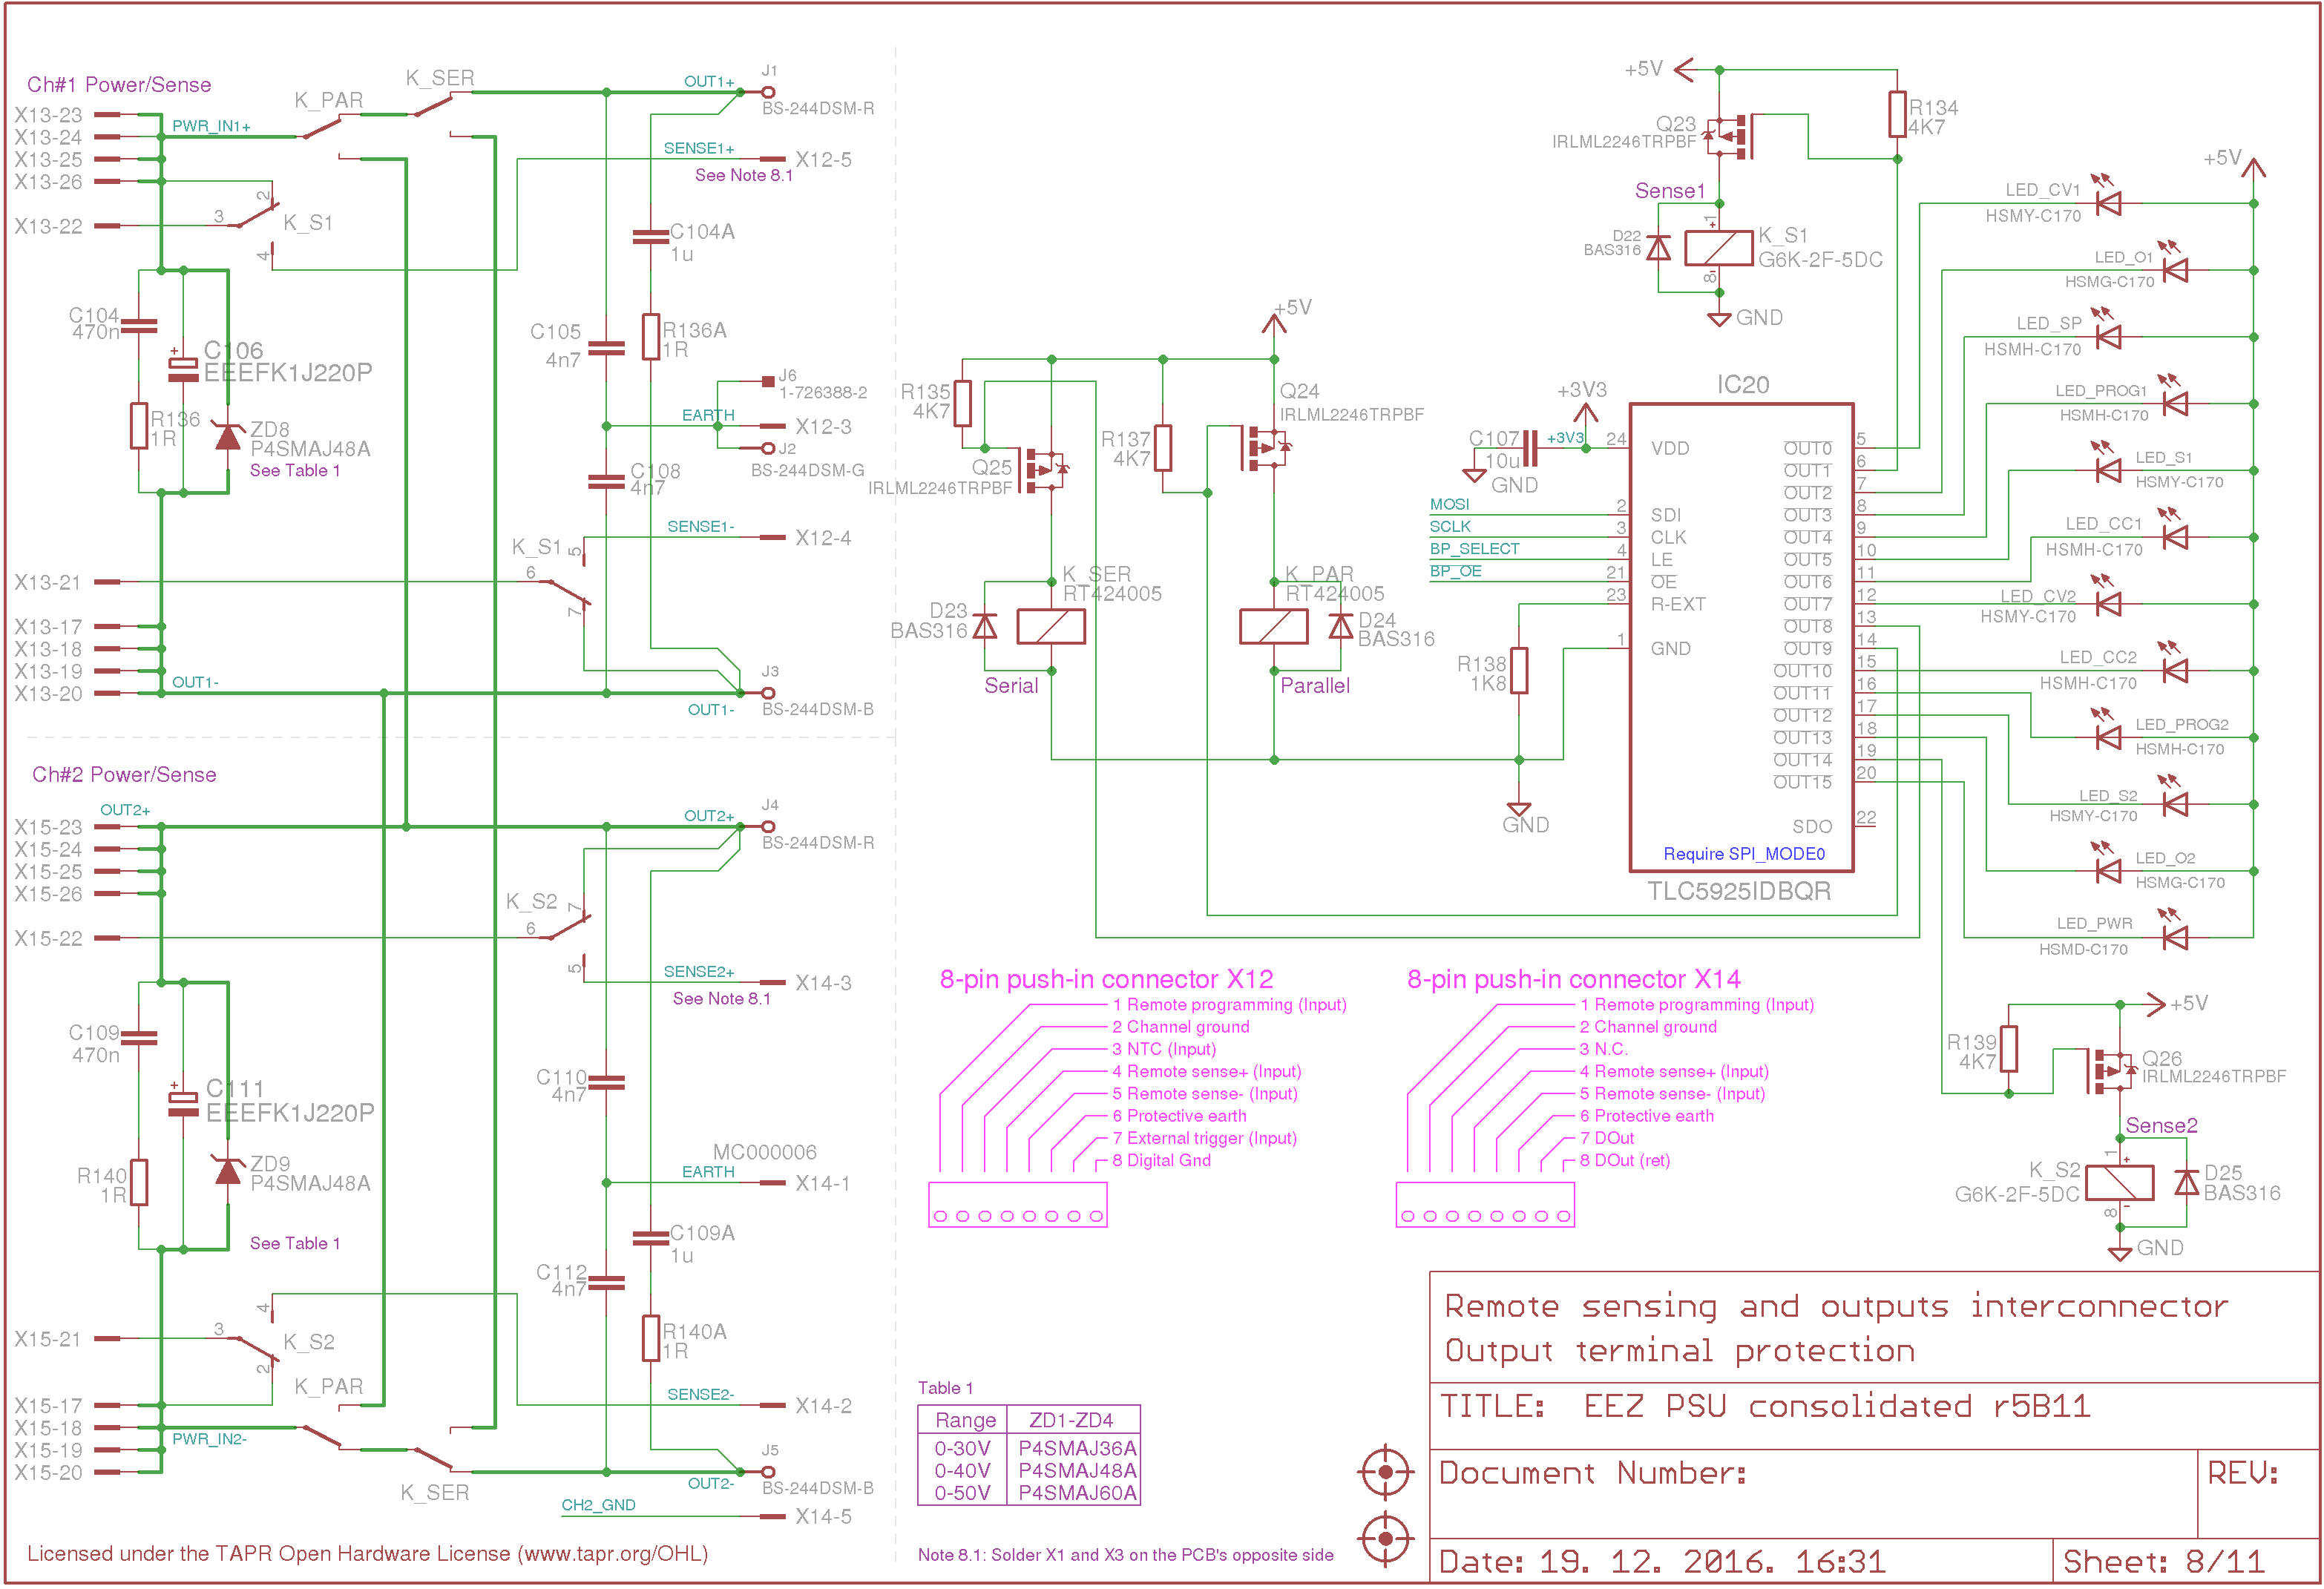 Ch#1 Power/Sense
X13-23
X13-24
X13-25
X13-26
X13-22
PWR_IN1+
K_PAR
K_SER
OUT1+
J1
BS-244DSM-R
SENSE1+
X12-5
See Note 8.1
2
3
4
K_S1
C104
470n
C106
EEEFK1J220P
R136
1R
ZD8
P4SMAJ48A
See Table 1
C104A
1u
C105
4n7
R136A
1R
J6
1-726388-2
EARTH
X12-3
J2
BS-244DSM-G
C108
4n7
SENSE1-
X12-4
K_S1
5
6
7
X13-21
X13-17
X13-18
X13-19
X13-20
OUT1-
J3
OUT1-
BS-244DSM-B
Ch#2 Power/Sense
OUT2+
X15-23
X15-24
X15-25
X15-26
X15-22
OUT2+
J4
BS-244DSM-R
K_S2
7
6
5
SENSE2+
X14-3
See Note 8.1
C109
470n
C111
EEEFK1J220P
R140
1R
ZD9
P4SMAJ48A
See Table 1
C110
4n7
MC000006
EARTH
X14-1
C109A
1u
C112
4n7
R140A
1R
X15-21
4
3
2
K_S2
X15-17
X15-18
X15-19
X15-20
PWR_IN2-
K_PAR
K_SER
SENSE2-
X14-2
J5
OUT2-
BS-244DSM-B
CH2_GND
X14-5
Licensed under the TAPR Open Hardware License (www.tapr.org/OHL)
+5V
Q23
IRLML2246TRPBF
R134
4K7
Sense1
D22
BAS316
1
+
K_S1
G6K-2F-5DC
8
-
GND
+5V
R135
4K7
Q25
IRLML2246TRPBF
R137
4K7
Q24
IRLML2246TRPBF
K_SER
RT424005
D23
BAS316
Serial
K_PAR
RT424005
D24
BAS316
Parallel
+3V3
C107
10u
+3V3
GND
MOSI
SCLK
BP_SELECT
BP_OE
R138
1K8
GND
IC20
24 VDD
2 SDI
3 CLK
4 LE
21 OE
23 R-EXT
1 GND
OUT0 5
OUT1 6
OUT2 7
OUT3 8
OUT4 9
OUT5 10
OUT6 11
OUT7 12
OUT8 13
OUT9 14
OUT10 15
OUT11 16
OUT12 17
OUT13 18
OUT14 19
OUT15 20
SDO 22
Require SPI_MODE0
TLC5925IDBQR
+5V
LED_CV1
HSMY-C170
LED_O1
HSMG-C170
LED_SP
HSMH-C170
LED_PROG1
HSMH-C170
LED_S1
HSMY-C170
LED_CC1
HSMH-C170
LED_CV2
HSMY-C170
LED_CC2
HSMH-C170
LED_PROG2
HSMH-C170
LED_S2
HSMY-C170
LED_O2
HSMG-C170
LED_PWR
HSMD-C170
+5V
R139
4K7
Q26
IRLML2246TRPBF
Sense2
1
+
K_S2
G6K-2F-5DC
8
-
D25
BAS316
GND
8-pin push-in connector X12
1 Remote programming (Input)
2 Channel ground
3 NTC (Input)
4 Remote sense+ (Input)
5 Remote sense- (Input)
6 Protective earth
7 External trigger (Input)
8 Digital Gnd
8-pin push-in connector X14
1 Remote programming (Input)
2 Channel ground
3 N.C.
4 Remote sense+ (Input)
5 Remote sense- (Input)
6 Protective earth
7 DOut
8 DOut (ret)
Table 1
Range ZD1-ZD4
0-30V P4SMAJ36A
0-40V P4SMAJ48A
0-50V P4SMAJ60A
Note 8.1: Solder X1 and X3 on the PCB's opposite side
Remote sensing and outputs interconnector
Output terminal protection
TITLE: EEZ PSU consolidated r5B11
Document Number:
REV:
Date: 19. 12. 2016. 16:31
Sheet: 8/11